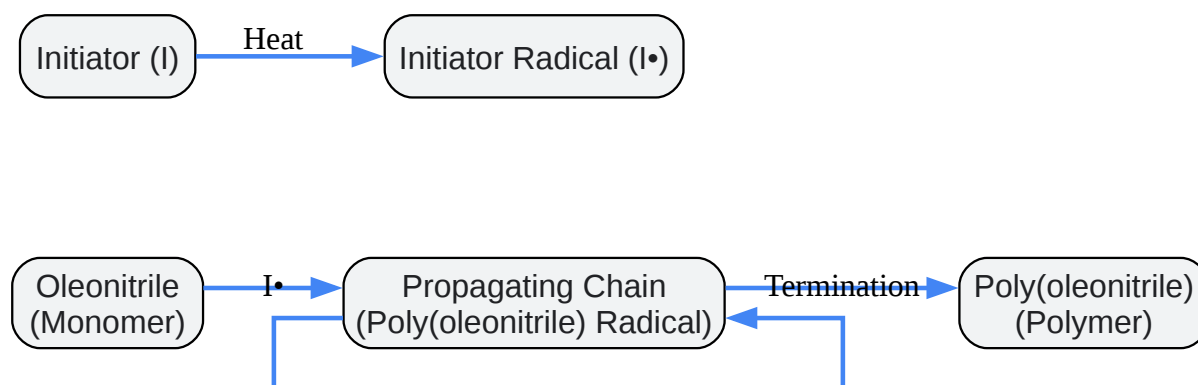 Heat
Initiator (I)
Initiator Radical (I•)
Oleonitrile
(Monomer)
I•
Propagating Chain
(Poly(oleonitrile) Radical)
Termination
Poly(oleonitrile)
(Polymer)